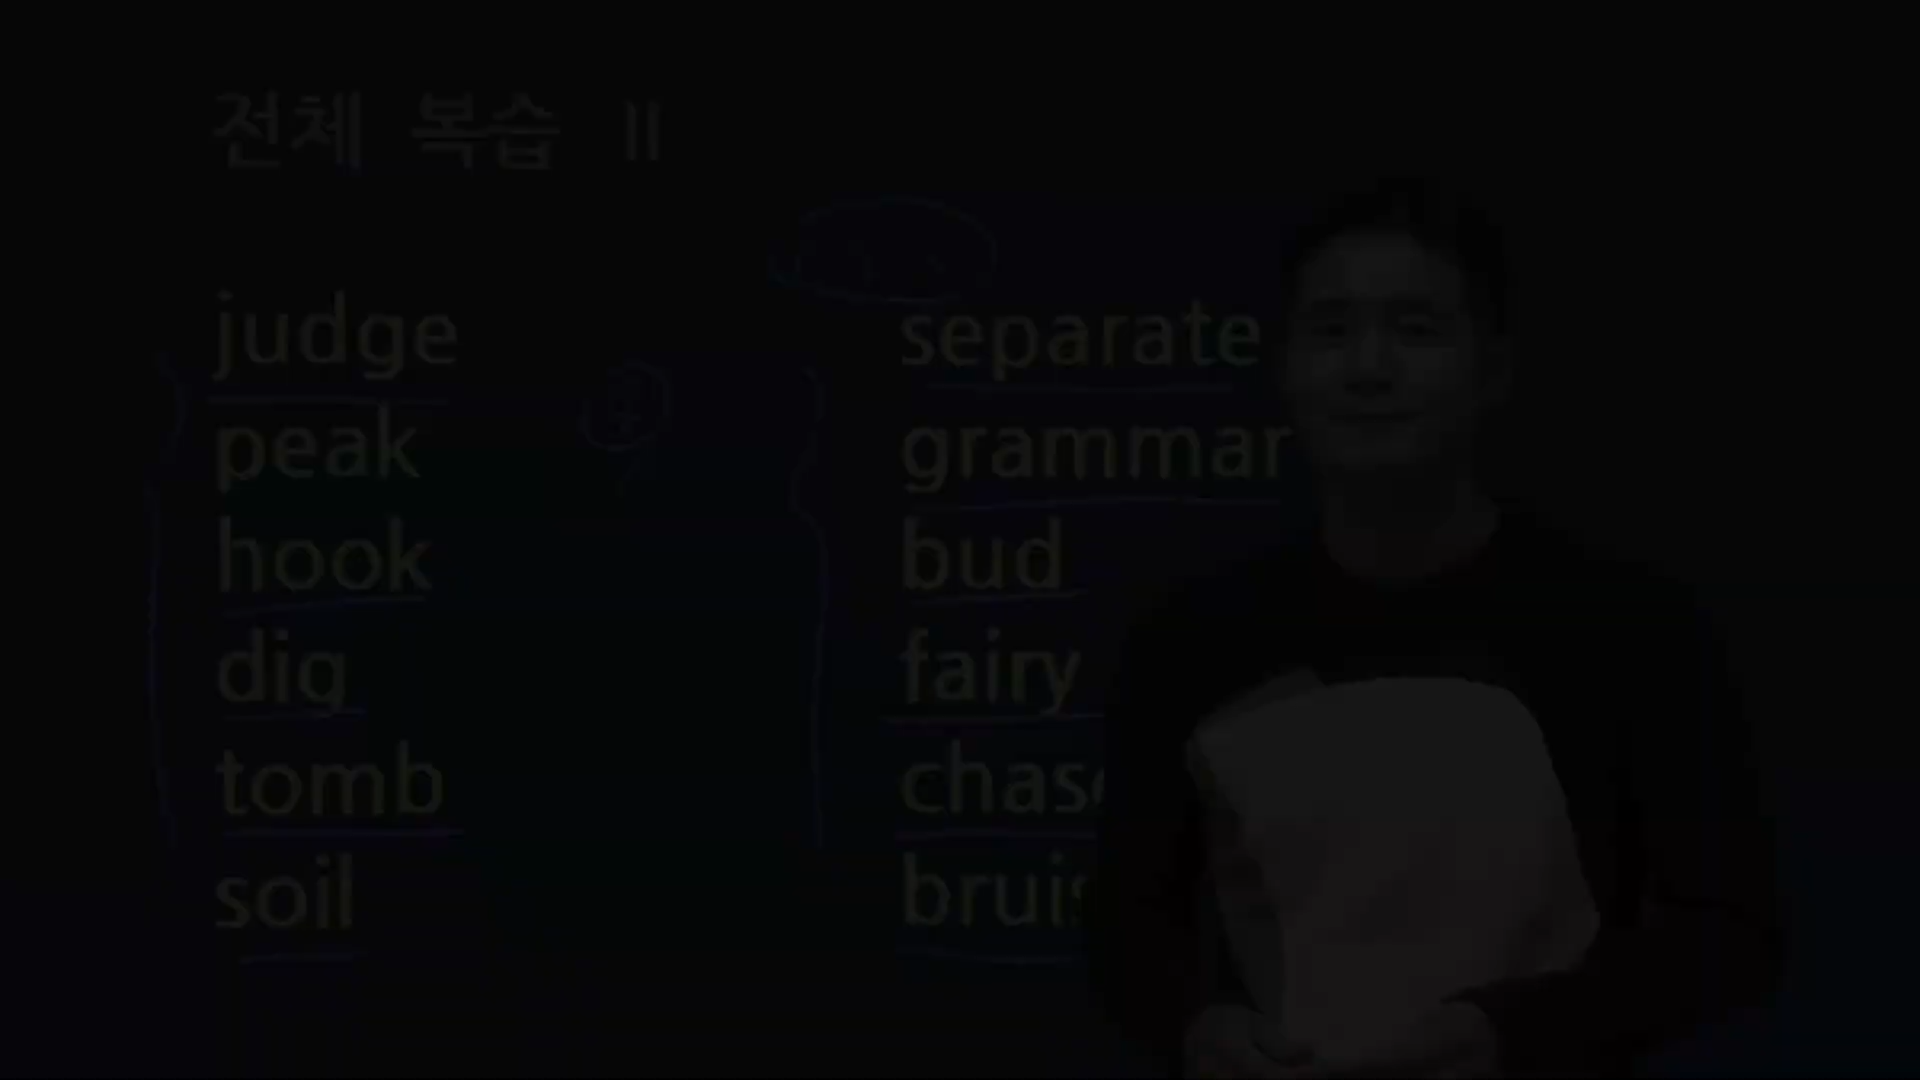 전체 복습 II
judge
peak
hook
dig
tomb
soil
separate
grammar
bud
fairy